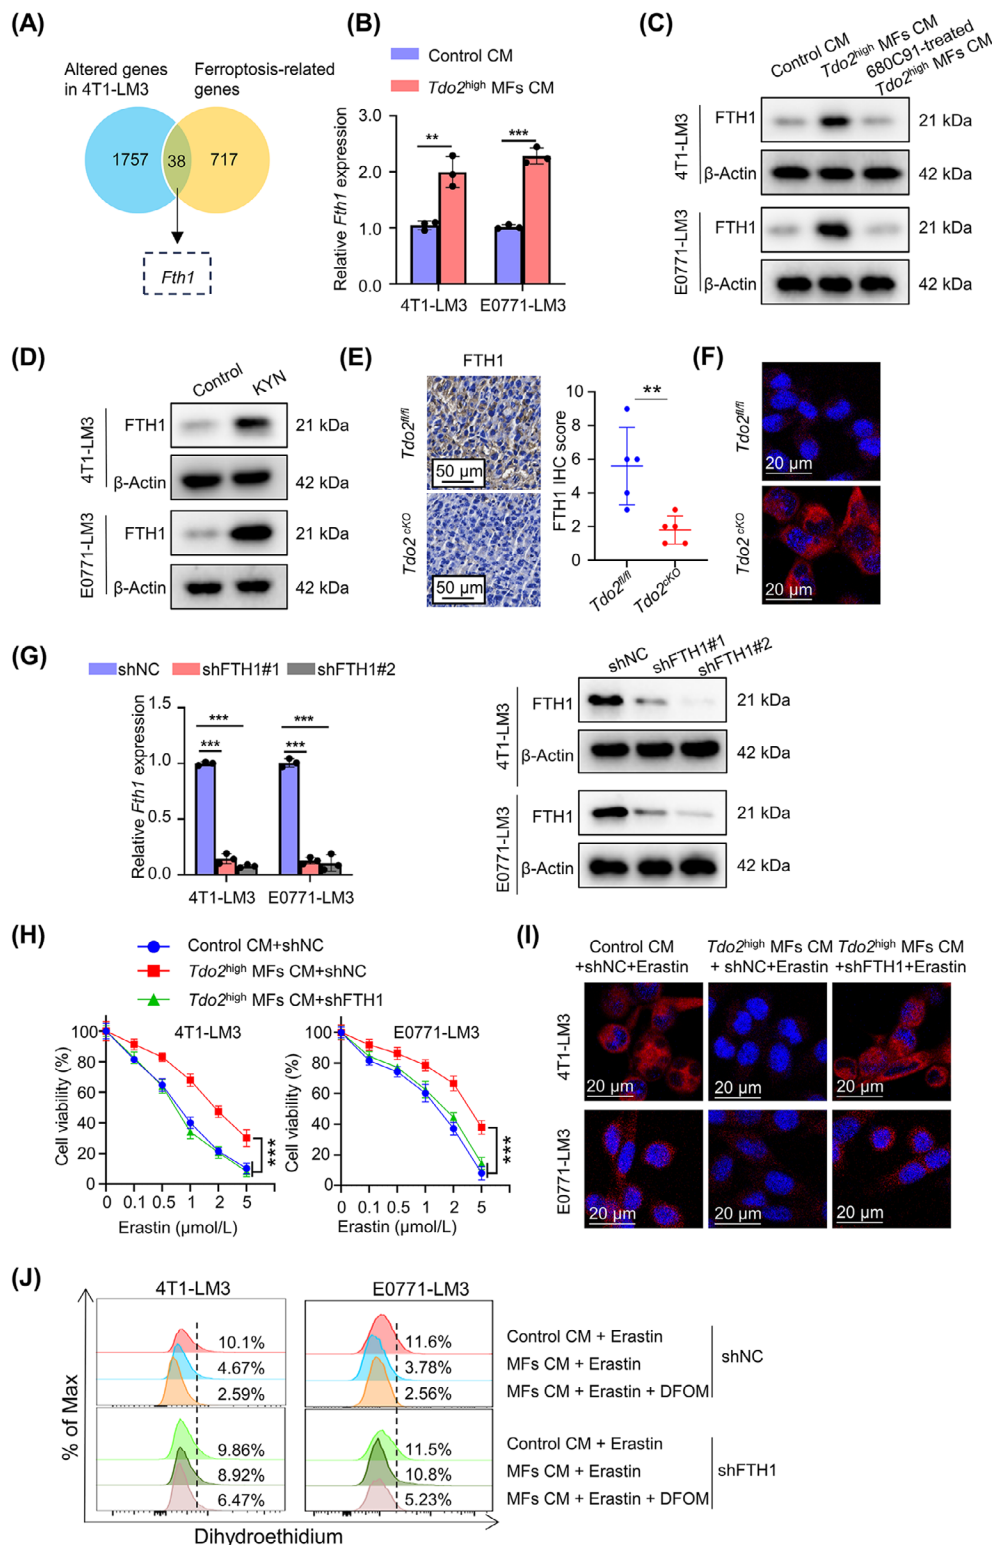 (A)
Altered genes
in 4T1-LM3
Ferroptosis-related
genes
1757
38
717
Fth1
(B)
Control CM
Tdo2high MFs CM
Relative Fth1 expression
3.0
2.0
1.0
0.0
**
***
4T1-LM3
E0771-LM3
(C)
Control CM
Tdo2high MFs CM
680C91-treated
Tdo2high MFs CM
4T1-LM3
FTH1
21 kDa
β-Actin
42 kDa
E0771-LM3
FTH1
21 kDa
β-Actin
42 kDa
(D)
Control
KYN
4T1-LM3
FTH1
21 kDa
β-Actin
42 kDa
E0771-LM3
FTH1
21 kDa
β-Actin
42 kDa
(E)
FTH1
Tdo2fl/fl
50 µm
Tdo2cKO
50 µm
FTH1 IHC score
10
8
6
4
2
0
**
Tdo2fl/fl
Tdo2cKO
(F)
Tdo2fl/fl
20 µm
Tdo2cKO
20 µm
(G)
shNC
shFTH1#1
shFTH1#2
Relative Fth1 expression
1.5
1.0
0.5
0.0
***
***
***
***
4T1-LM3
E0771-LM3
shNC
shFTH1#1
shFTH1#2
4T1-LM3
FTH1
21 kDa
β-Actin
42 kDa
E0771-LM3
FTH1
21 kDa
β-Actin
42 kDa
(H)
Control CM+shNC
Tdo2high MFs CM+shNC
Tdo2high MFs CM+shFTH1
4T1-LM3
Cell viability (%)
100
80
60
40
20
0
0 0.1 0.5 1 2 5
Erastin (µmol/L)
***
E0771-LM3
Cell viability (%)
100
80
60
40
20
0
0 0.1 0.5 1 2 5
Erastin (µmol/L)
***
(I)
Control CM
+shNC+Erastin
Tdo2high MFs CM
+ shNC+Erastin
Tdo2high MFs CM
+shFTH1+Erastin
4T1-LM3
20 µm
20 µm
20 µm
E0771-LM3
20 µm
20 µm
20 µm
(J)
4T1-LM3
E0771-LM3
% of Max
10.1%
4.67%
2.59%
11.6%
3.78%
2.56%
Control CM + Erastin
MFs CM + Erastin
MFs CM + Erastin + DFOM
shNC
9.86%
8.92%
6.47%
11.5%
10.8%
5.23%
Control CM + Erastin
MFs CM + Erastin
MFs CM + Erastin + DFOM
shFTH1
Dihydroethidium